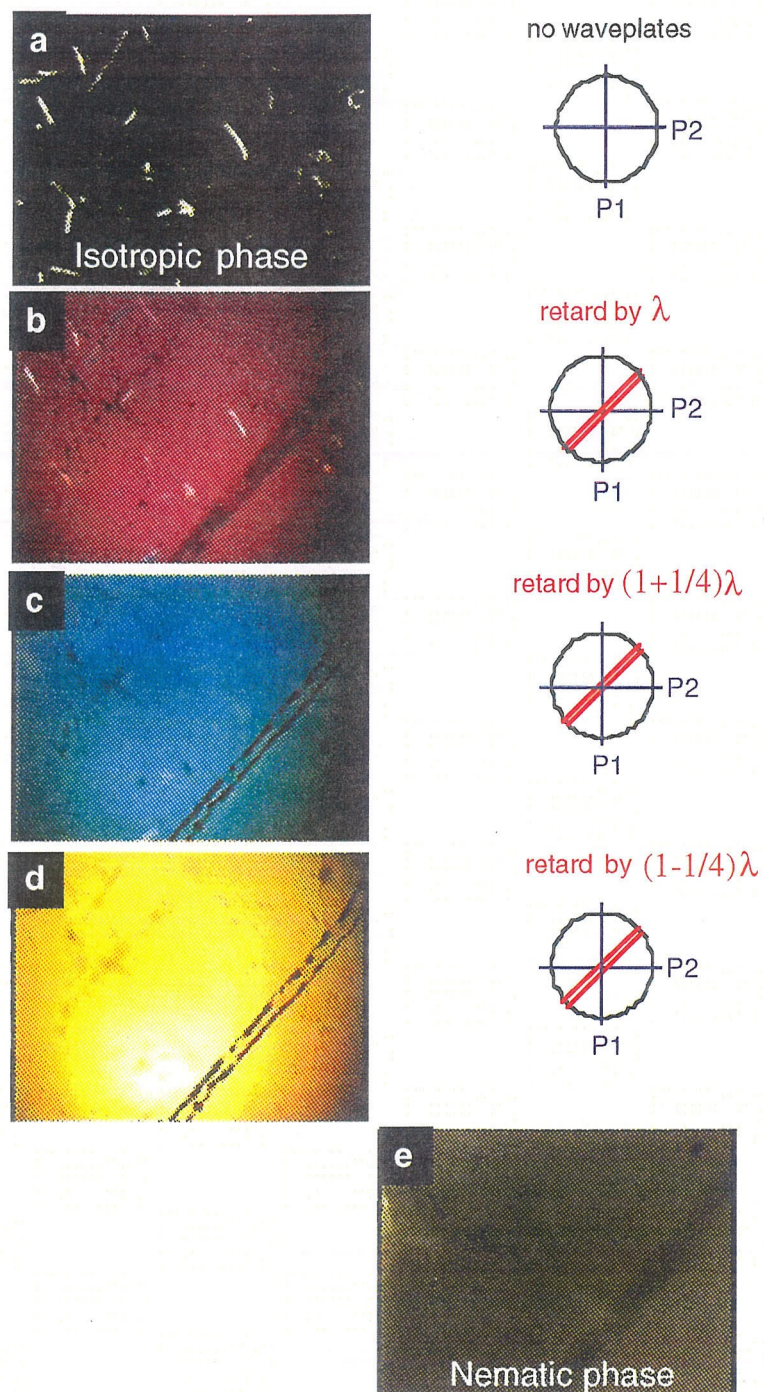 a
no waveplates
P2
P1
Isotropic phase
b
retard by λ
P2
P1
c
retard by (1+1/4)λ
P2
P1
d
retard by (1-1/4)λ
P2
P1
e
Nematic phase